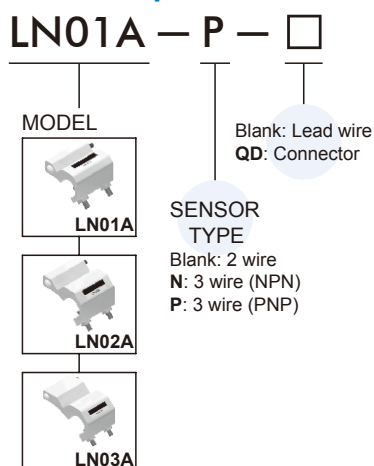 LN01A — P — □
MODEL
LN01A
LN02A
LN03A
SENSOR
TYPE
Blank: 2 wire
N: 3 wire (NPN)
P: 3 wire (PNP)
Blank: Lead wire
QD: Connector